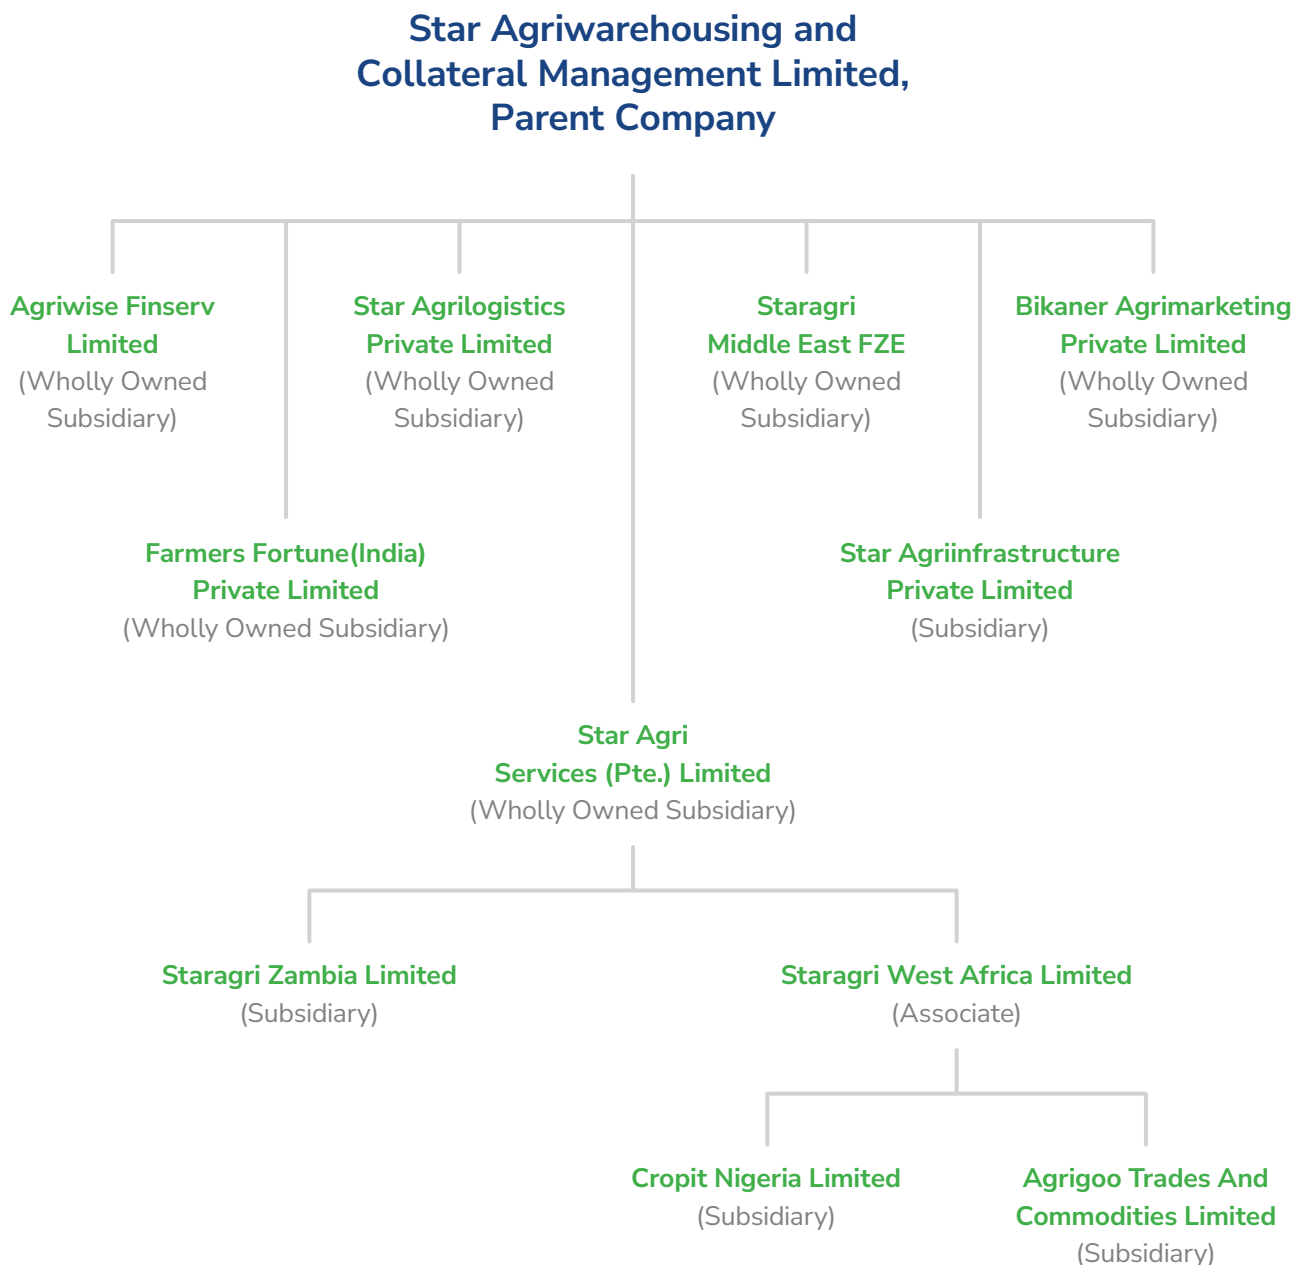 Star Agriwarehousing and
Collateral Management Limited,
Parent Company
Agriwise Finserv
Limited
(Wholly Owned
Subsidiary)
Star Agrilogistics
Private Limited
(Wholly Owned
Subsidiary)
Staragri
Middle East FZE
(Wholly Owned
Subsidiary)
Bikaner Agrimarketing
Private Limited
(Wholly Owned
Subsidiary)
Farmers Fortune(India)
Private Limited
(Wholly Owned Subsidiary)
Star Agriinfrastructure
Private Limited
(Subsidiary)
Star Agri
Services (Pte.) Limited
(Wholly Owned Subsidiary)
Staragri Zambia Limited
(Subsidiary)
Staragri West Africa Limited
(Associate)
Cropit Nigeria Limited
(Subsidiary)
Agrigoo Trades And
Commodities Limited
(Subsidiary)